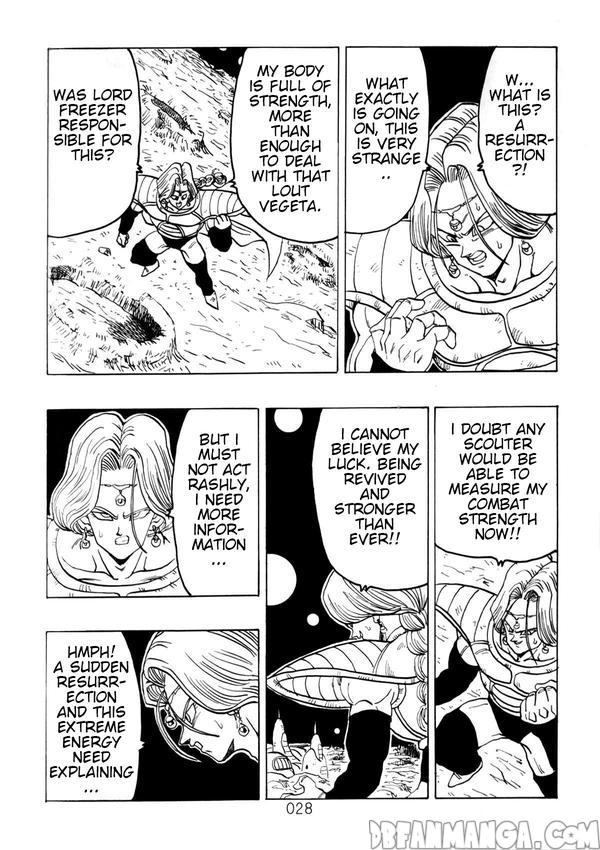 W...
WHAT IS
THIS?
A
RESURR-
ECTION
?!
WHAT
EXACTLY
IS GOING
ON, THIS
IS VERY
STRANGE
..
MY BODY
IS FULL OF
STRENGTH,
MORE
THAN
ENOUGH
TO DEAL
WITH THAT
LOUT
VEGETA.
WAS LORD
FREEZER
RESPON-
SIBLE FOR
THIS?
I DOUBT ANY
SCOUTER
WOULD BE
ABLE TO
MEASURE MY
COMBAT
STRENGTH
NOW!!
I CANNOT
BELIEVE MY
LUCK. BEING
REVIVED
AND
STRONGER
THAN
EVER!!
BUT I
MUST
NOT ACT
RASHLY,
I NEED
MORE
INFOR-
MATION
...
HMPH!
A SUDDEN
RESURR-
ECTION
AND THIS
EXTREME
ENERGY
NEED
EXPLAINING
...
028
DBFANMANGA.COM